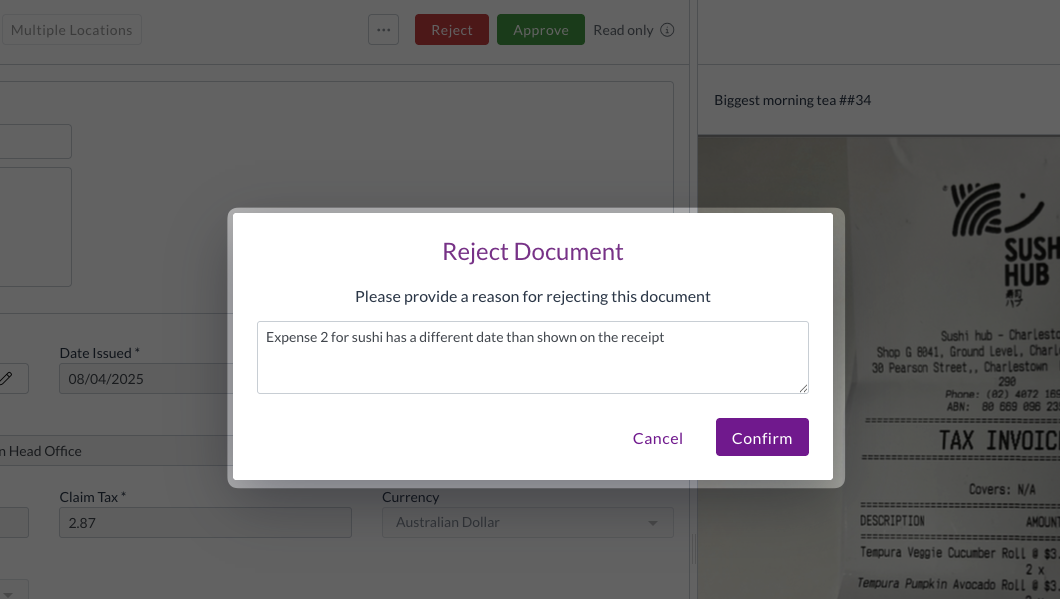 Multiple Locations
...
Reject
Approve
Read only
Biggest morning tea ##34
Reject Document
Please provide a reason for rejecting this document
Expense 2 for sushi has a different date than shown on the receipt
Cancel
Confirm
Date Issued *
08/04/2025
n Head Office
Claim Tax *
2.87
Currency
Australian Dollar
SUSH
HUB
Sushi hub - Charlesto
Shop G 8041, Ground Level, Charl
30 Pearson Street,, Charlestown
290
Phone: (02) 4072 169
ABN: 80 669 096 23
TAX INVOIC
Covers: N/A
DESCRIPTION AMOUN
Tempura Veggie Cucumber Roll # $3.
2 x
Tempura Pumpkin Avocado Roll # $3.